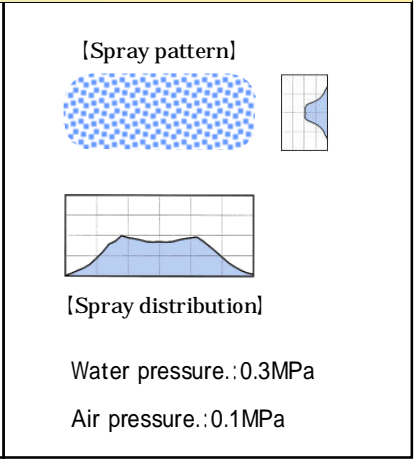 【Spray pattern】
【Spray distribution】
Water pressure.:0.3MPa
Air pressure.:0.1MPa